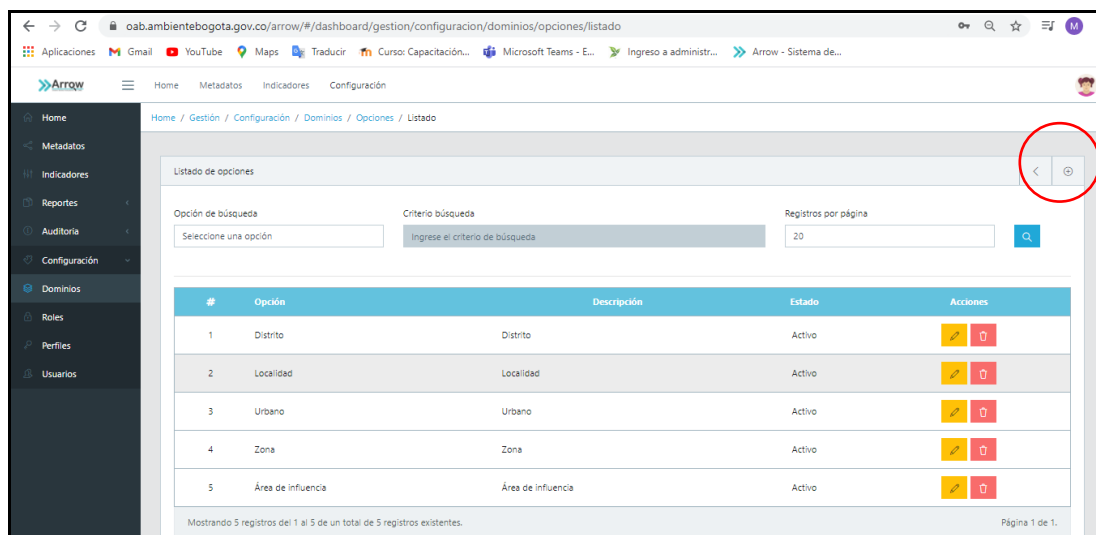 oab.ambientebogota.gov.co/arrow/#/dashboard/gestion/configuracion/dominios/opciones/listado
M
Aplicaciones Gmail YouTube Maps Traducir Curso: Capacitación... Microsoft Teams - E... Ingreso a administr... Arrow - Sistema de...
Arrow Home Metadatos Indicadores Configuración
Home / Gestión / Configuración / Dominios / Opciones / Listado
Home
Metadatos
Indicadores
Reportes
Auditoria
Configuración
Dominios
Roles
Perfiles
Usuarios
Listado de opciones
Opción de búsqueda Criterio búsqueda Registros por página
Seleccione una opción Ingrese el criterio de búsqueda 20
# Opción Descripción Estado Acciones
1 Distrito Distrito Activo
2 Localidad Localidad Activo
3 Urbano Urbano Activo
4 Zona Zona Activo
5 Área de influencia Área de influencia Activo
Mostrando 5 registros del 1 al 5 de un total de 5 registros existentes. Página 1 de 1.